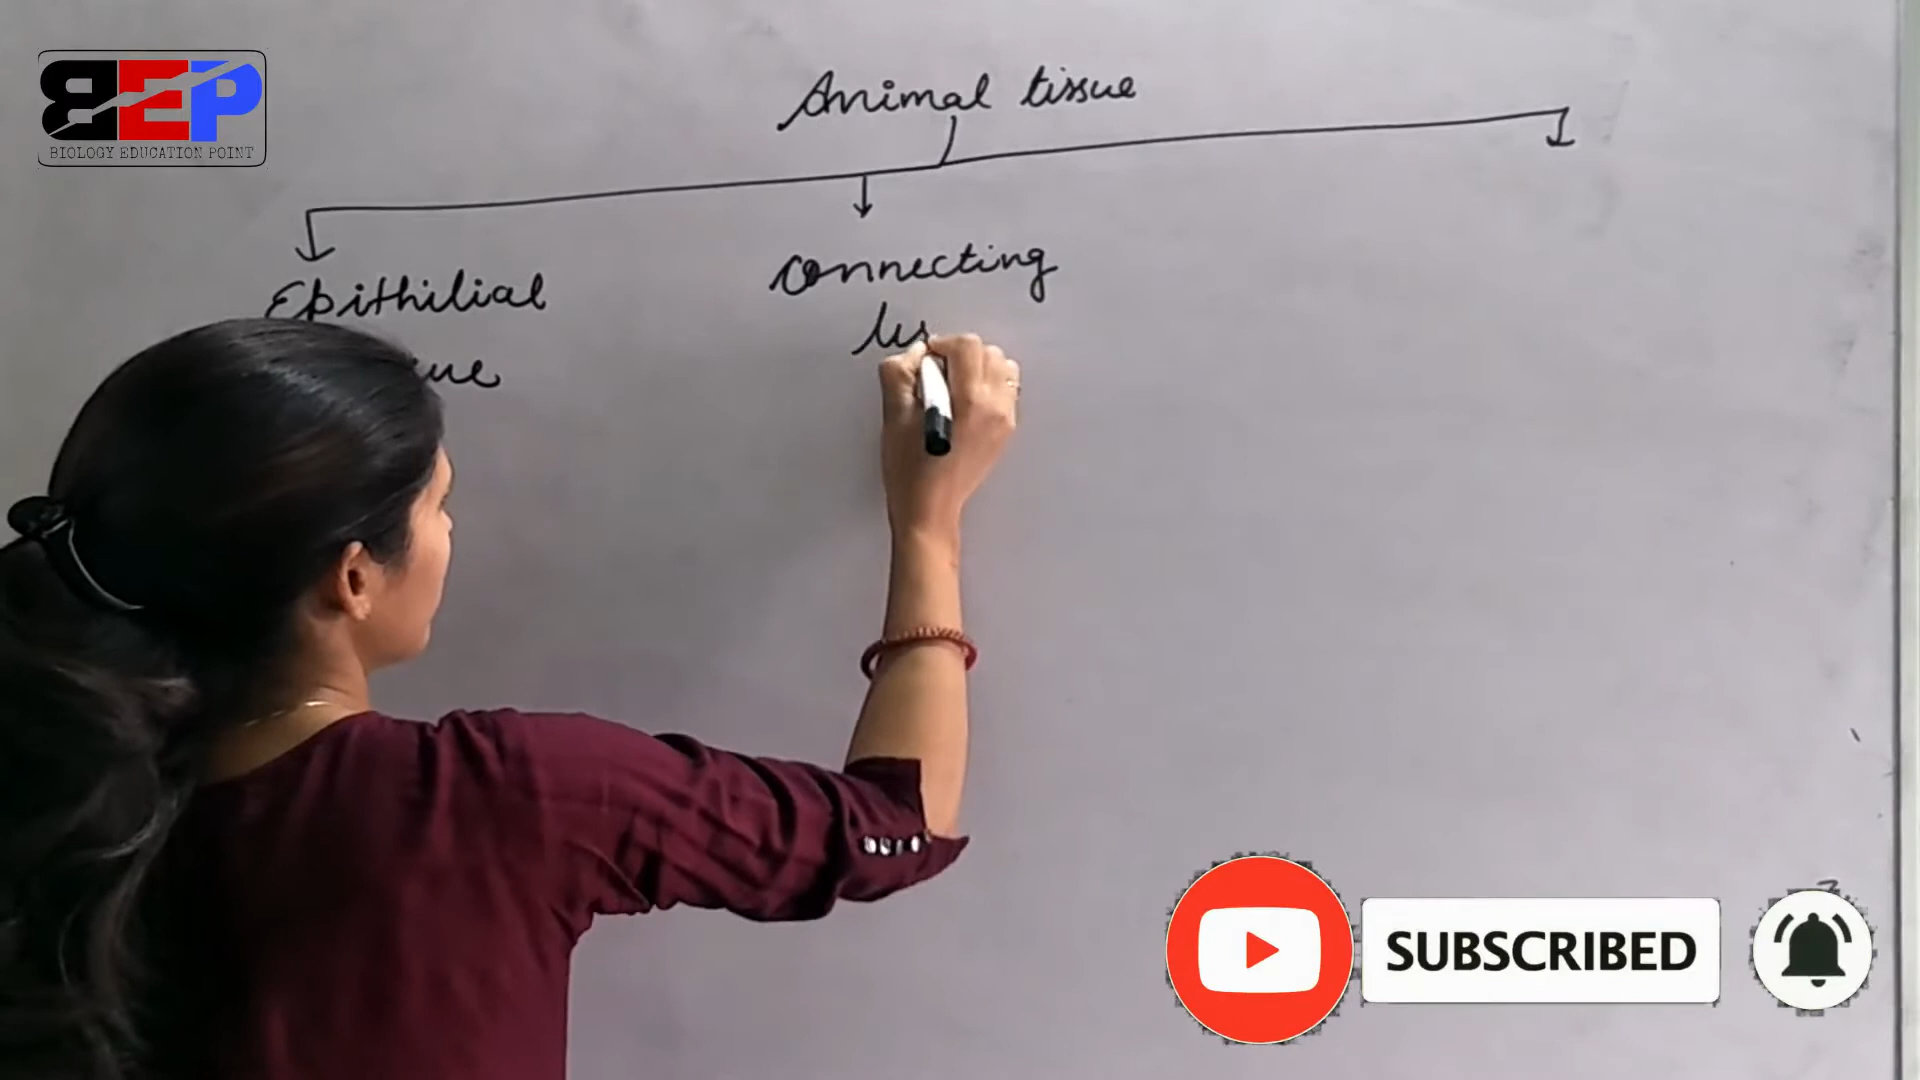 BEP
BIOLOGY EDUCATION POINT
Animal tissue
Epithilial
Connecting
SUBSCRIBED